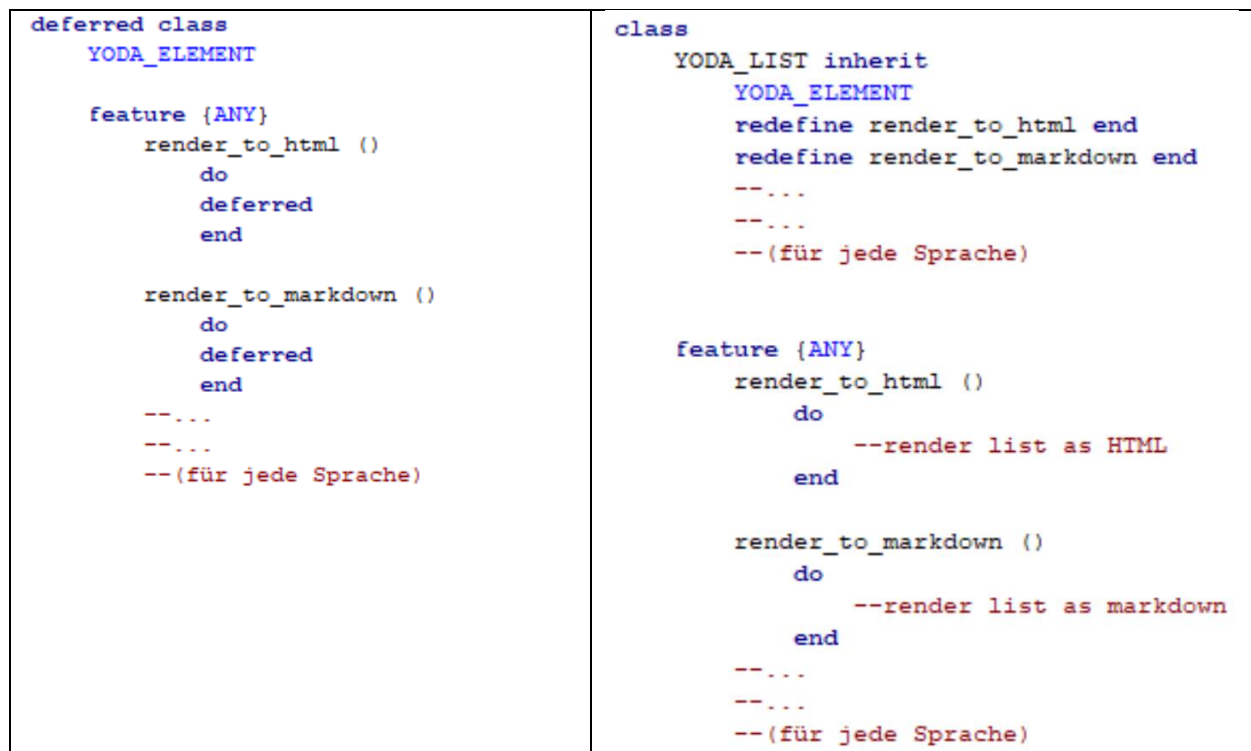 deferred class
YODA_ELEMENT
feature {ANY}
render_to_html ()
do
deferred
end
render_to_markdown ()
do
deferred
end
--...
--...
--(für jede Sprache)
class
YODA_LIST inherit
YODA_ELEMENT
redefine render_to_html end
redefine render_to_markdown end
--...
--...
--(für jede Sprache)
feature {ANY}
render_to_html ()
do
--render list as HTML
end
render_to_markdown ()
do
--render list as markdown
end
--...
--...
--(für jede Sprache)